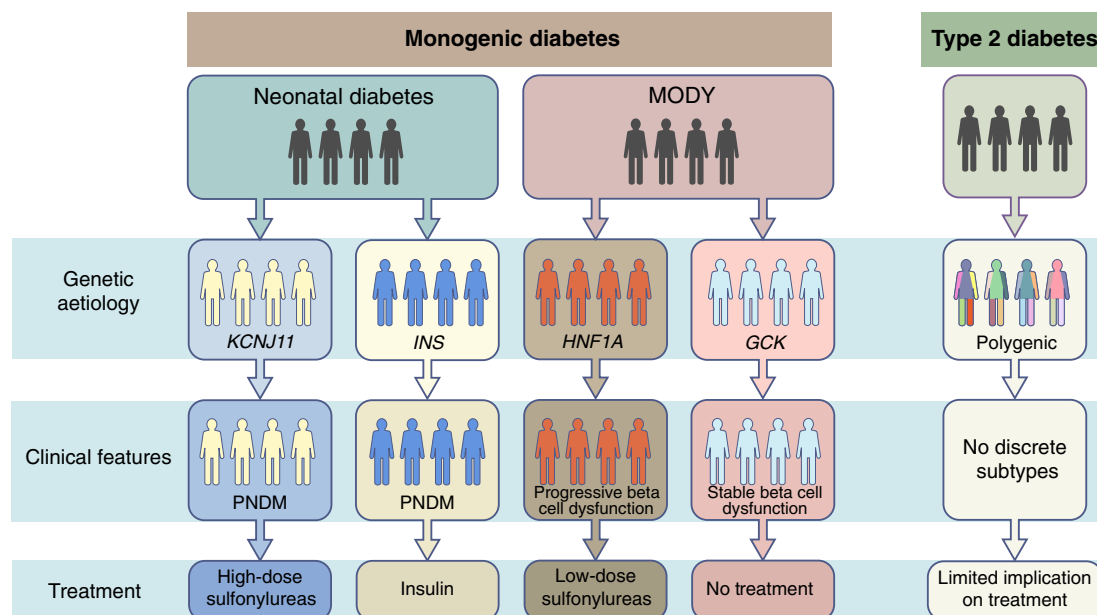 Monogenic diabetes
Type 2 diabetes
Neonatal diabetes
MODY
Genetic
aetiology
KCNJ11
INS
HNF1A
GCK
Polygenic
Clinical features
PNDM
PNDM
Progressive beta
cell dysfunction
Stable beta cell
dysfunction
No discrete
subtypes
Treatment
High-dose
sulfonylureas
Insulin
Low-dose
sulfonylureas
No treatment
Limited implication
on treatment